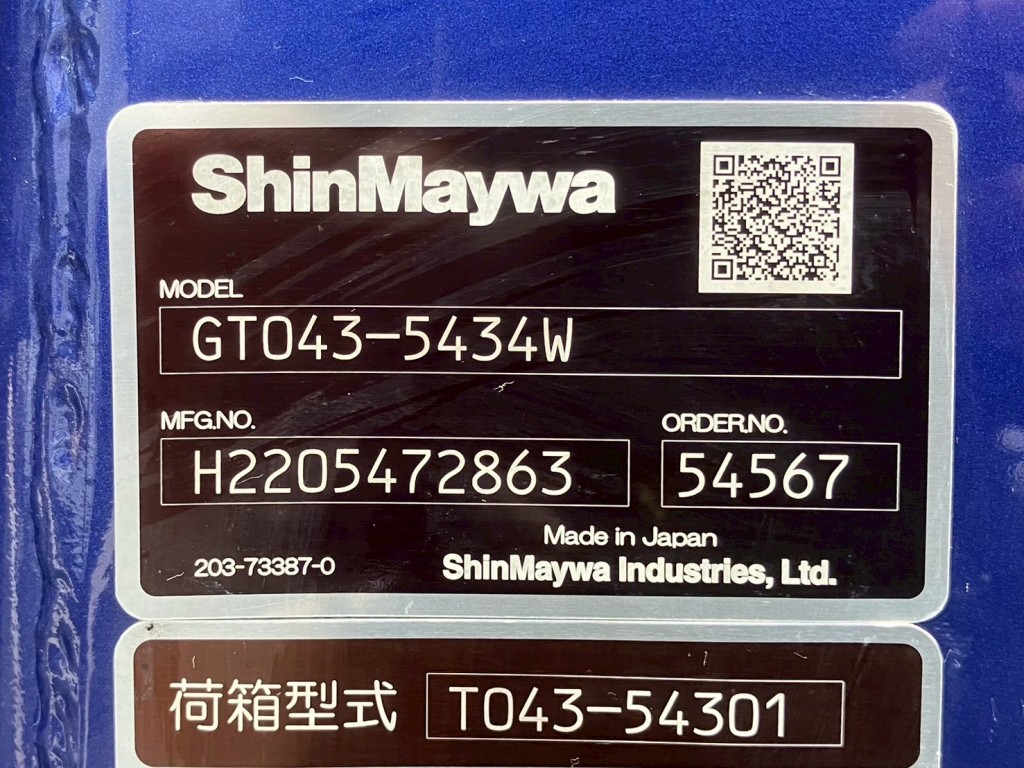 ShinMaywa
MODEL
GT043-5434W
MFG.NO. ORDER.NO.
H2205472863 54567
Made in Japan
203-73387-0 ShinMaywa Industries, Ltd.
荷箱型式 T043-54301